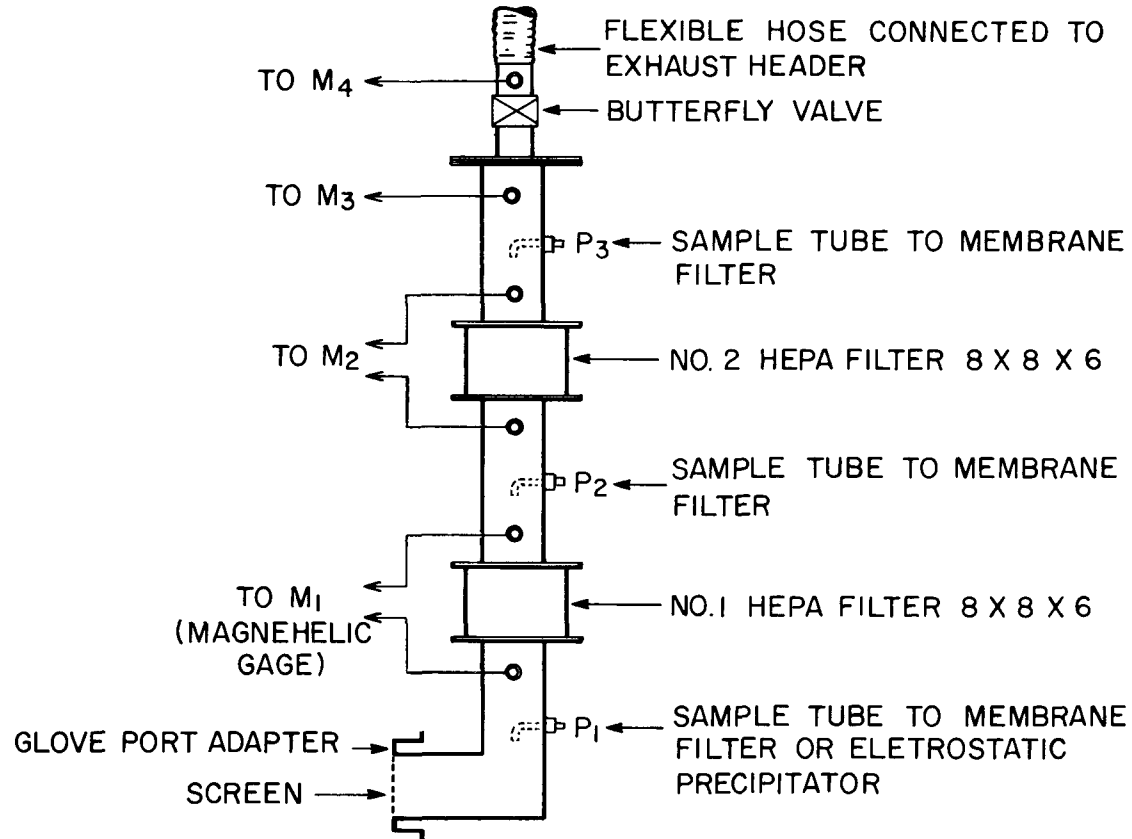 FLEXIBLE HOSE CONNECTED TO
EXHAUST HEADER
TO M4
BUTTERFLY VALVE
TO M3
P3
SAMPLE TUBE TO MEMBRANE
FILTER
TO M2
NO. 2 HEPA FILTER 8 X 8 X 6
P2
SAMPLE TUBE TO MEMBRANE
FILTER
TO M1
(MAGNEHELIC
GAGE)
NO. 1 HEPA FILTER 8 X 8 X 6
P1
SAMPLE TUBE TO MEMBRANE
FILTER OR ELETROSTATIC
PRECIPITATOR
GLOVE PORT ADAPTER
SCREEN